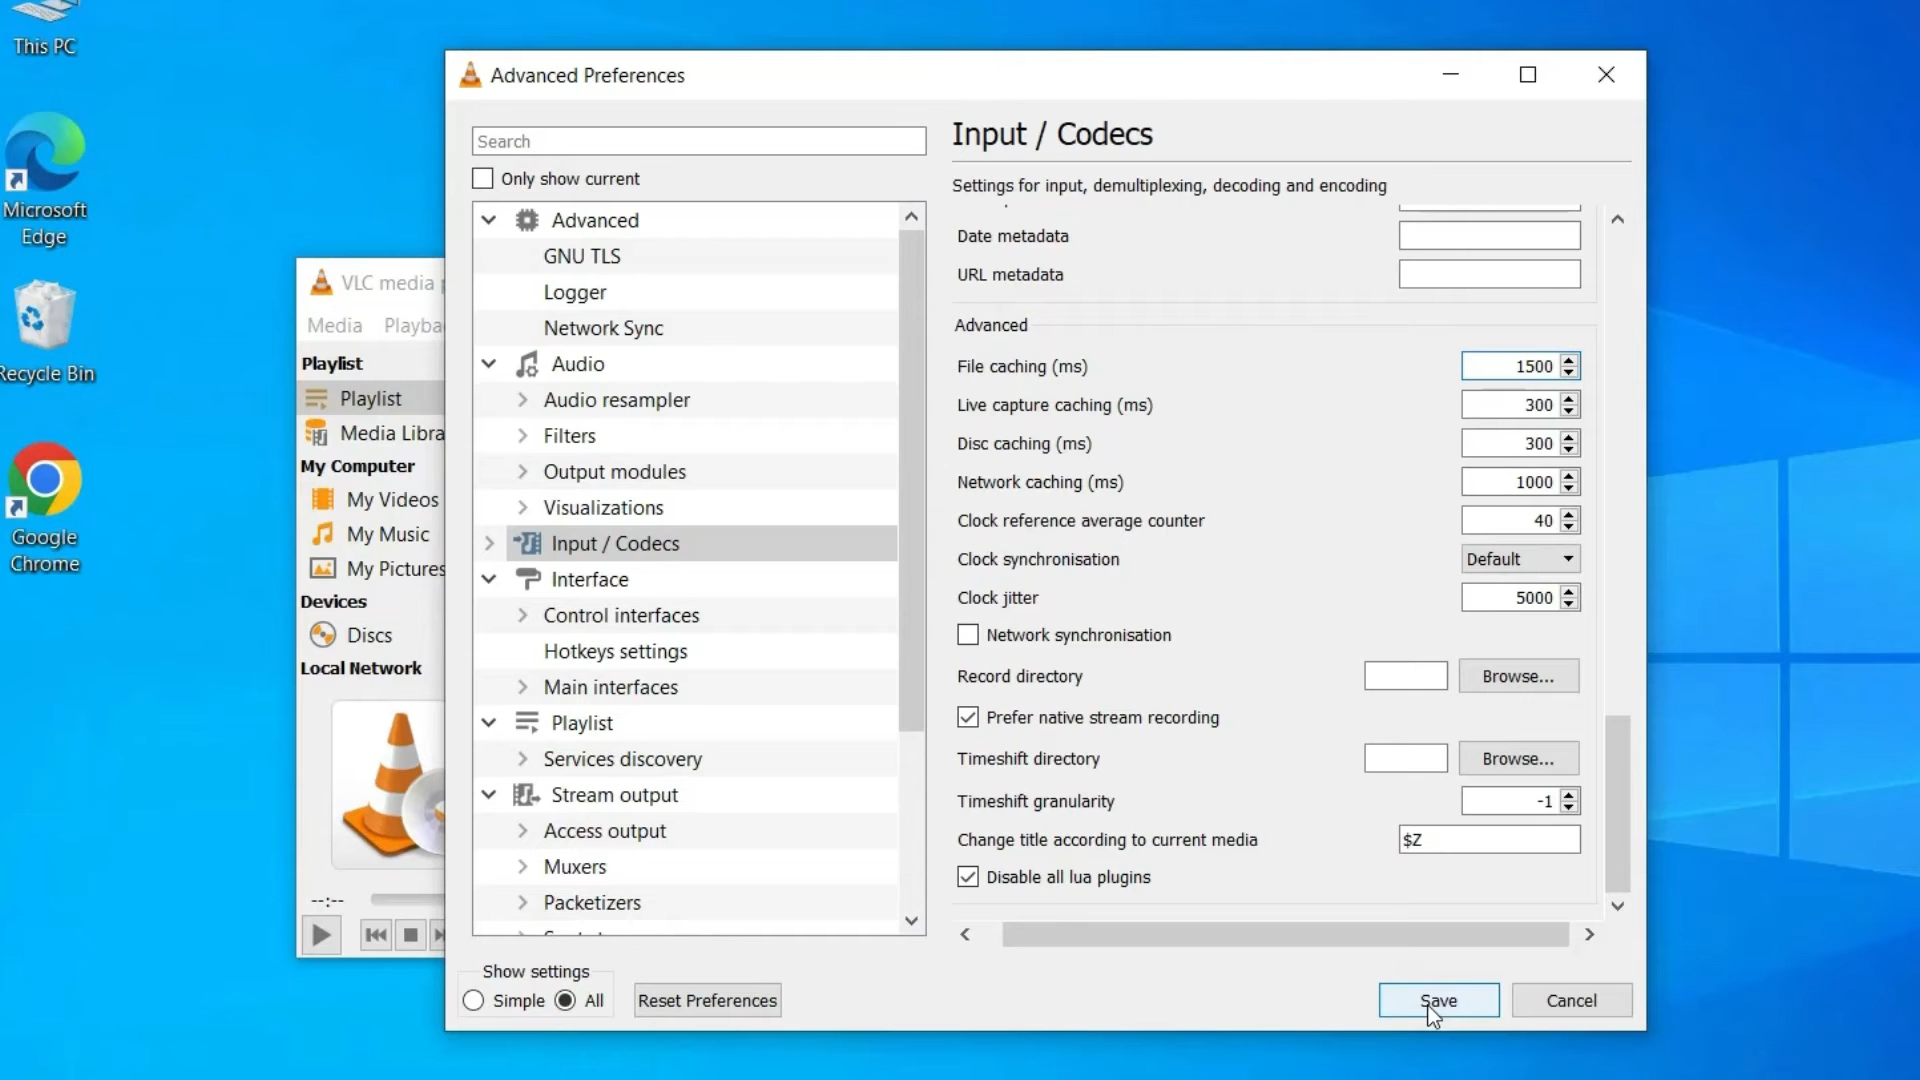 This PC
Microsoft
Edge
Recycle Bin
Google
Chrome
VLC media
Media Playba
Playlist
Playlist
Media Libra
My Computer
My Videos
My Music
My Pictures
Devices
Discs
Local Network
--:--
Advanced Preferences
Search
Only show current
Advanced
GNU TLS
Logger
Network Sync
Audio
Audio resampler
Filters
Output modules
Visualizations
Input / Codecs
Interface
Control interfaces
Hotkeys settings
Main interfaces
Playlist
Services discovery
Stream output
Access output
Muxers
Packetizers
Show settings
Simple All
Reset Preferences
Input / Codecs
Settings for input, demultiplexing, decoding and encoding
Date metadata
URL metadata
Advanced
File caching (ms) 1500
Live capture caching (ms) 300
Disc caching (ms) 300
Network caching (ms) 1000
Clock reference average counter 40
Clock synchronisation Default
Clock jitter 5000
Network synchronisation
Record directory Browse...
Prefer native stream recording
Timeshift directory Browse...
Timeshift granularity -1
Change title according to current media $Z
Disable all lua plugins
Save Cancel